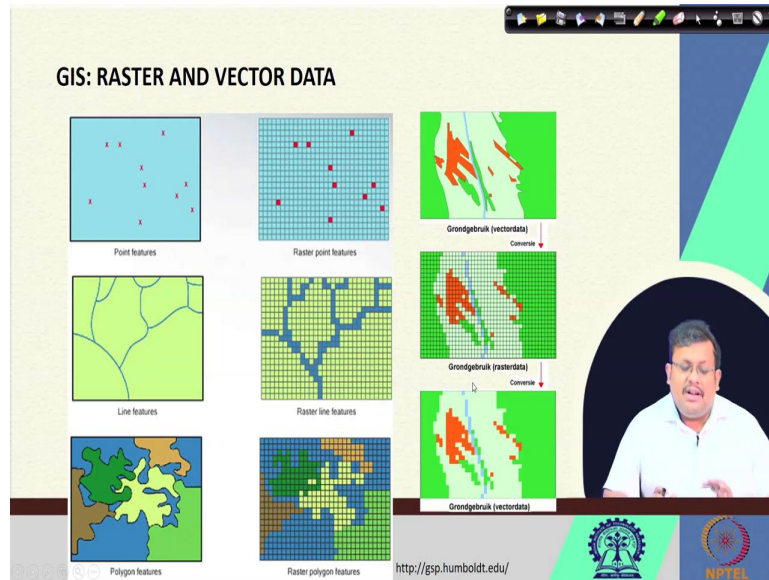 GIS: RASTER AND VECTOR DATA
Point features
Raster point features
Line features
Raster line features
Polygon features
Raster polygon features
Grondgebruik (vectordata)
Conversie
Grondgebruik (rasterdata)
Conversie
Grondgebruik (vectordata)
http://gsp.humboldt.edu/
NPTEL